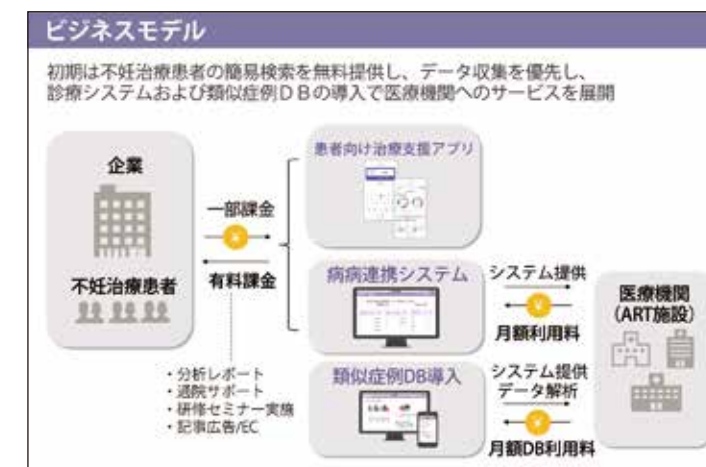 ビジネスモデル
初期は不妊治療患者の簡易検索を無料提供し、データ収集を優先し、
診療システムおよび類似症例DBの導入で医療機関へのサービスを展開
企業
不妊治療患者
一部課金
¥
有料課金
・分析レポート
・通院サポート
・研修セミナー実施
・記事広告/EC
患者向け治療支援アプリ
病病連携システム
類似症例DB導入
システム提供
¥
月額利用料
システム提供
データ解析
¥
月額DB利用料
医療機関
(ART施設)